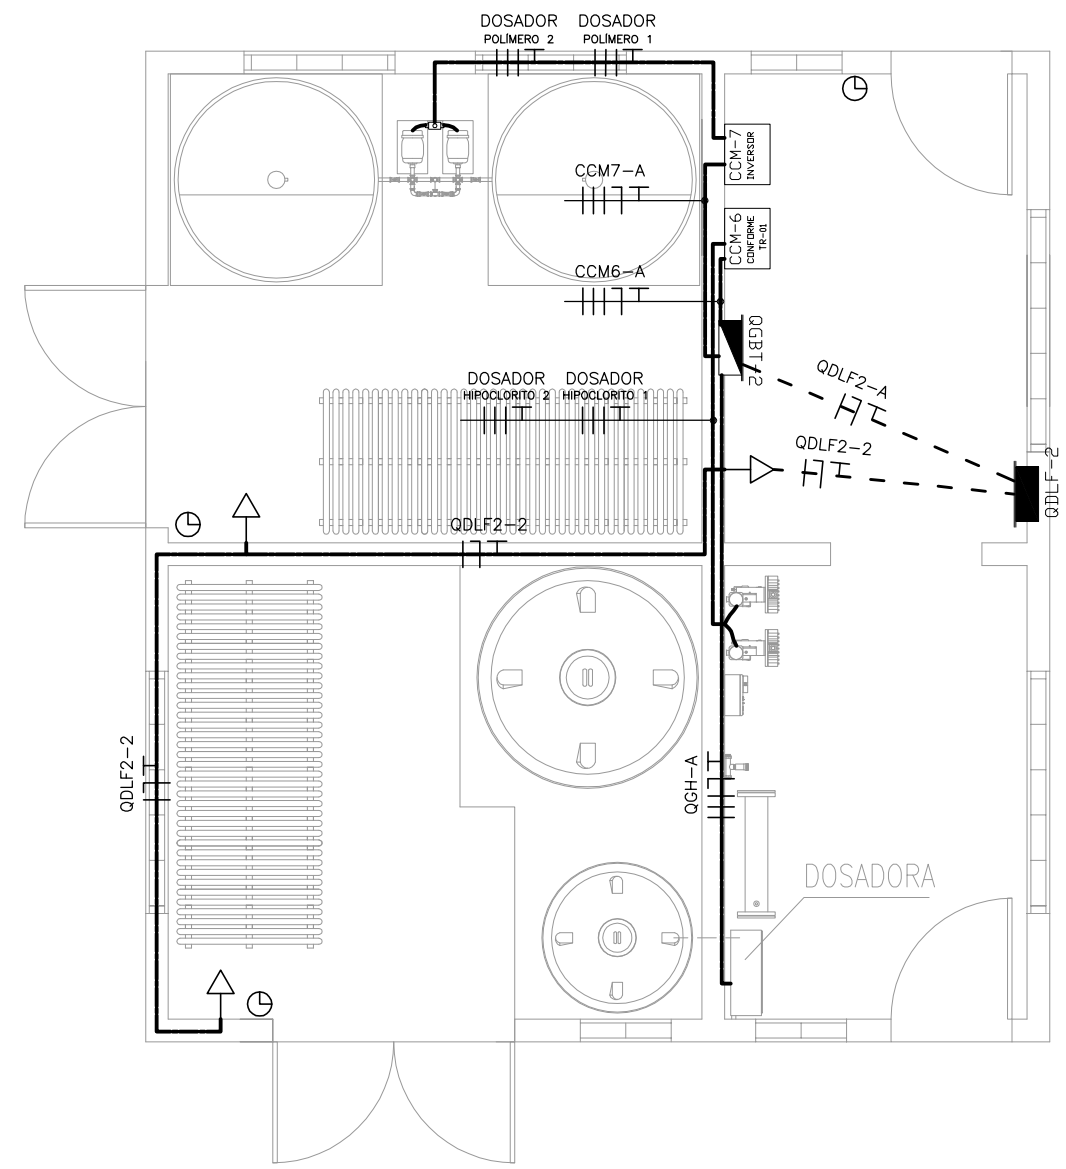 DOSADOR
POLÍMERO 2
DOSADOR
POLÍMERO 1
CCM-7
INVERSOR
CCM7-A
CCM-6
CONFORME
TR-01
CCM6-A
QGBT-12
DOSADOR
HIPOCLORITO 2
DOSADOR
HIPOCLORITO 1
QDLF2-A
QDLF2-2
QDLF-2
QDLF2-2
QDLF2-2
QGH-A
DOSADORA